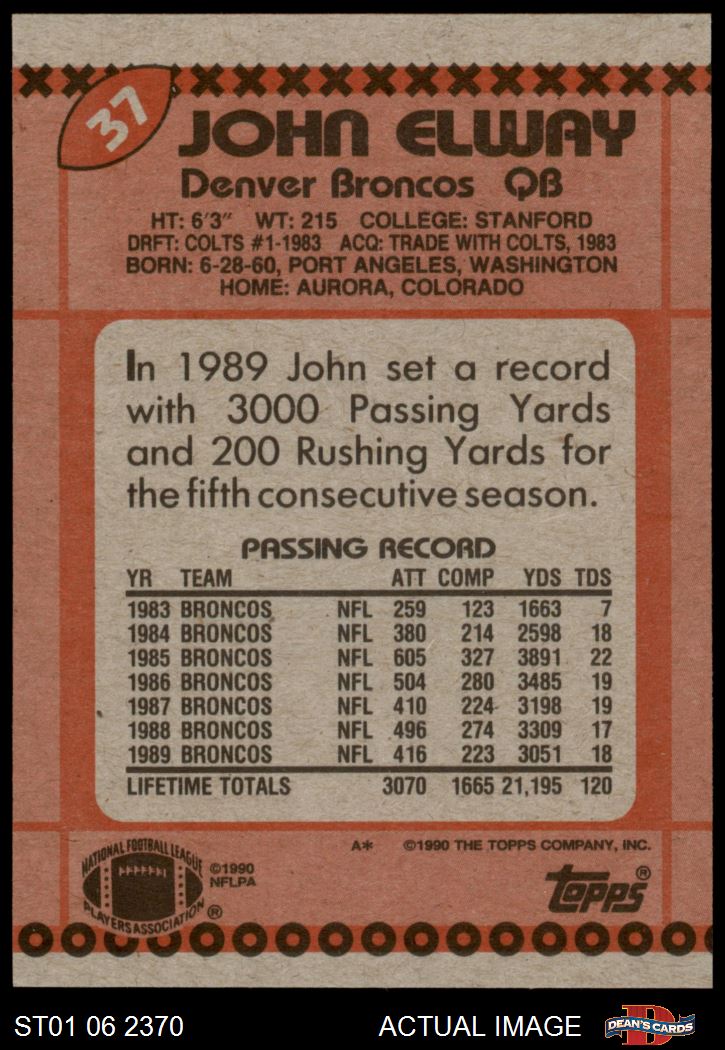 37
JOHN ELWAY
Denver Broncos QB
HT: 6'3" WT: 215 COLLEGE: STANFORD
DRFT: COLTS #1-1983 ACQ: TRADE WITH COLTS, 1983
BORN: 6-28-60, PORT ANGELES, WASHINGTON
HOME: AURORA, COLORADO
In 1989 John set a record
with 3000 Passing Yards
and 200 Rushing Yards for
the fifth consecutive season.
PASSING RECORD
YR TEAM ATT COMP YDS TDS
1983 BRONCOS NFL 259 123 1663 7
1984 BRONCOS NFL 380 214 2598 18
1985 BRONCOS NFL 605 327 3891 22
1986 BRONCOS NFL 504 280 3485 19
1987 BRONCOS NFL 410 224 3198 19
1988 BRONCOS NFL 496 274 3309 17
1989 BRONCOS NFL 416 223 3051 18
LIFETIME TOTALS 3070 1665 21,195 120
A* ©1990 THE TOPPS COMPANY, INC.
NATIONAL FOOTBALL LEAGUE
PLAYERS ASSOCIATION ®
©1990
NFLPA
topps®
ST01 06 2370 ACTUAL IMAGE
D
DEAN'S CARDS